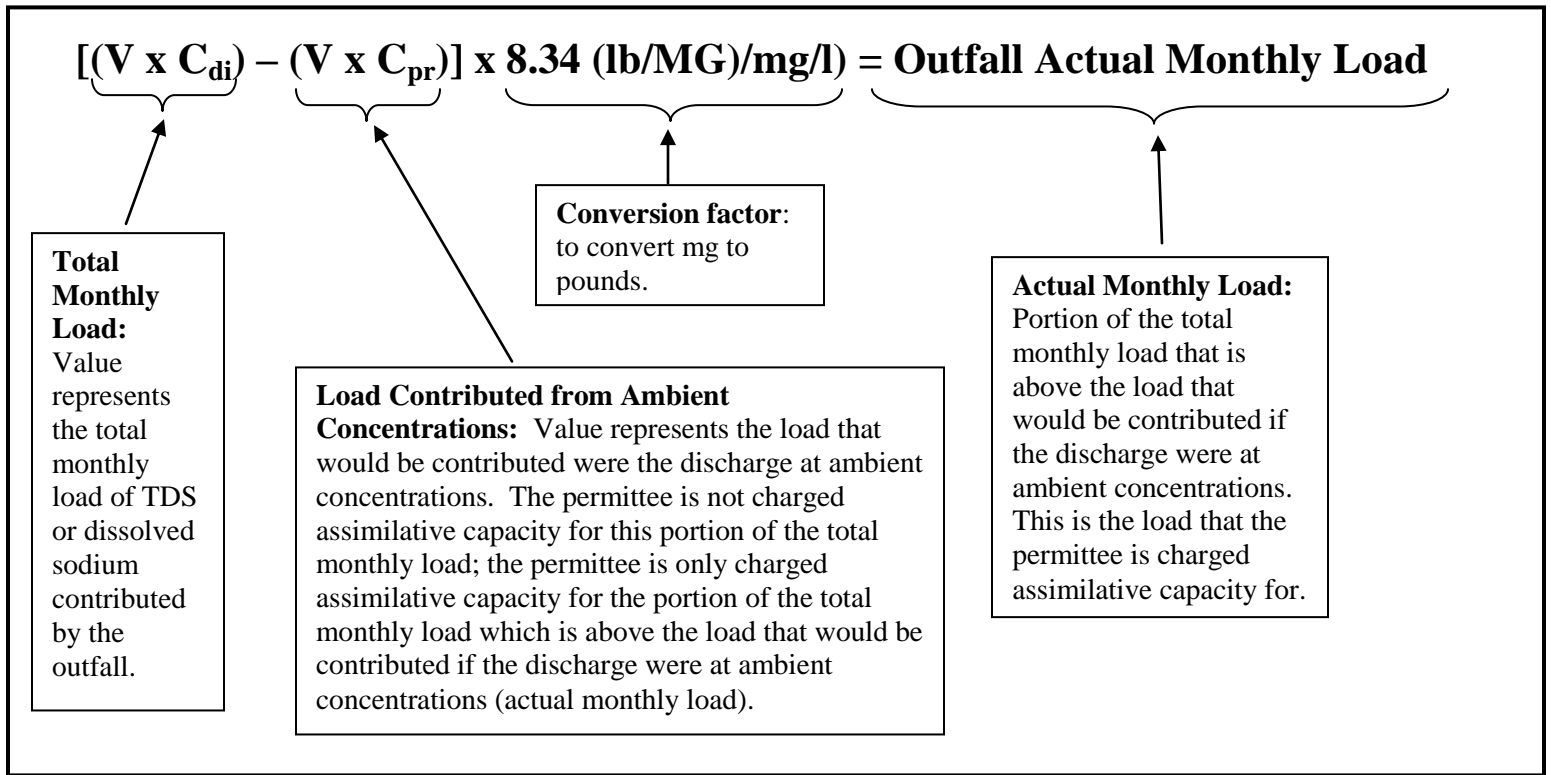 [(V x Cdi) – (V x Cpr)] x 8.34 (lb/MG)/mg/l) = Outfall Actual Monthly Load
Total
Monthly
Load:
Value
represents
the total
monthly
load of TDS
or dissolved
sodium
contributed
by the
outfall.
Load Contributed from Ambient
Concentrations: Value represents the load that
would be contributed were the discharge at ambient
concentrations. The permittee is not charged
assimilative capacity for this portion of the total
monthly load; the permittee is only charged
assimilative capacity for the portion of the total
monthly load which is above the load that would be
contributed if the discharge were at ambient
concentrations (actual monthly load).
Conversion factor:
to convert mg to
pounds.
Actual Monthly Load:
Portion of the total
monthly load that is
above the load that
would be contributed if
the discharge were at
ambient concentrations.
This is the load that the
permittee is charged
assimilative capacity for.